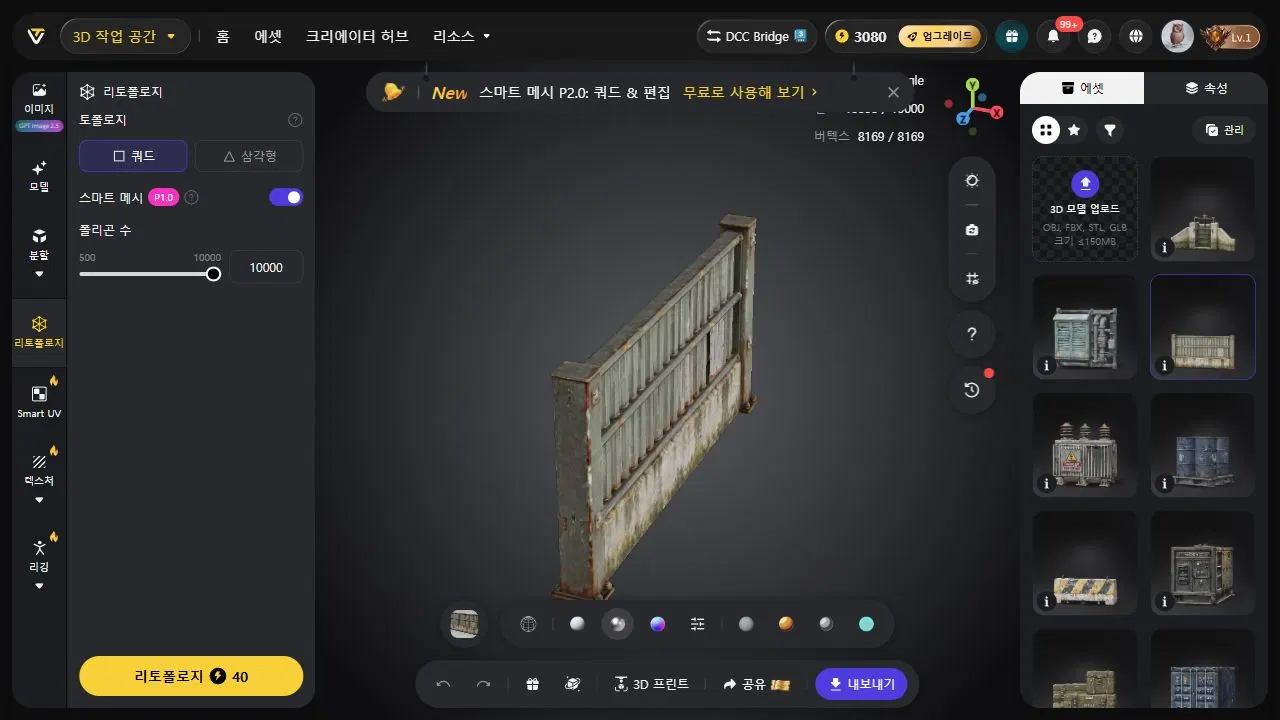 3D 작업 공간
홈
에셋
크리에이터 허브
리소스
DCC Bridge
3080
업그레이드
99+
Lv.1
이미지
GPT Image 2.5
모델
분할
리토폴로지
Smart UV
텍스처
리깅
리토폴로지
토폴로지
쿼드
삼각형
스마트 메시 P1.0
폴리곤 수
500
10000
10000
리토폴로지 40
New 스마트 메시 P2.0: 쿼드 & 편집 무료로 사용해 보기
버텍스 8169 / 8169
Y
X
Z
3D 프린트
공유
내보내기
에셋
속성
관리
3D 모델 업로드
OBJ, FBX, STL, GLB
크기 ≤150MB